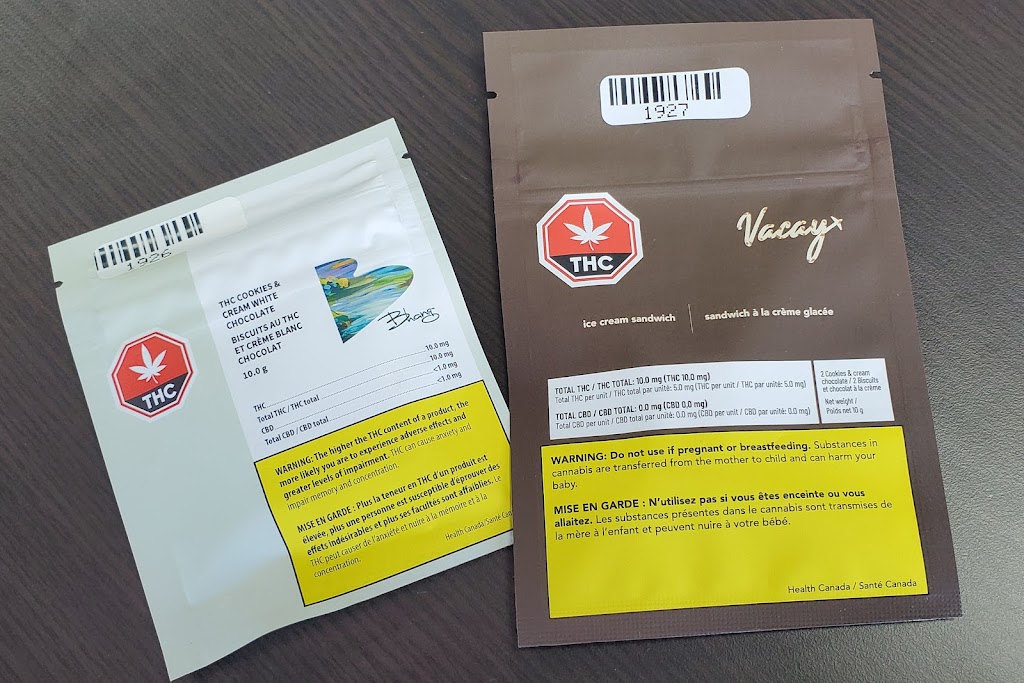 1926
THC
THC COOKIES &
CREAM WHITE
CHOCOLATE
BISCUITS AU THC
ET CRÈME BLANC
CHOCOLAT
10.0 g
Bhang
THC 10.0 mg
Total THC / THC total 10.0 mg
CBD <1.0 mg
Total CBD / CBD total <1.0 mg
WARNING: The higher the THC content of a product, the
more likely you are to experience adverse effects and
greater levels of impairment. THC can cause anxiety and
impair memory and concentration.
MISE EN GARDE : Plus la teneur en THC d'un produit est
élevée, plus une personne est susceptible d'éprouver des
effets indésirables et plus ses facultés sont affaiblies. Le
THC peut causer de l'anxiété et nuire à la mémoire et à la
concentration.
Health Canada/Santé Can
1927
THC
Vacay
ice cream sandwich
sandwich à la crème glacée
TOTAL THC / THC TOTAL: 10.0 mg (THC 10,0 mg)
Total THC per unit / THC total par unité: 5.0 mg (THC per unit / THC par unité: 5.0 mg)
TOTAL CBD / CBD TOTAL: 0.0 mg (CBD 0,0 mg)
Total CBD per unit / CBD total par unité: 0.0 mg (CBD per unit / CBD par unité: 0.0 mg)
2 Cookies & cream
chocolate / 2 Biscuits
et chocolat à la crème
Net weight /
Poids net 10 g
WARNING: Do not use if pregnant or breastfeeding. Substances in
cannabis are transferred from the mother to child and can harm your
baby.
MISE EN GARDE : N'utilisez pas si vous êtes enceinte ou vous
allaitez. Les substances présentes dans le cannabis sont transmises de
la mère à l'enfant et peuvent nuire à votre bébé.
Health Canada / Santé Canada